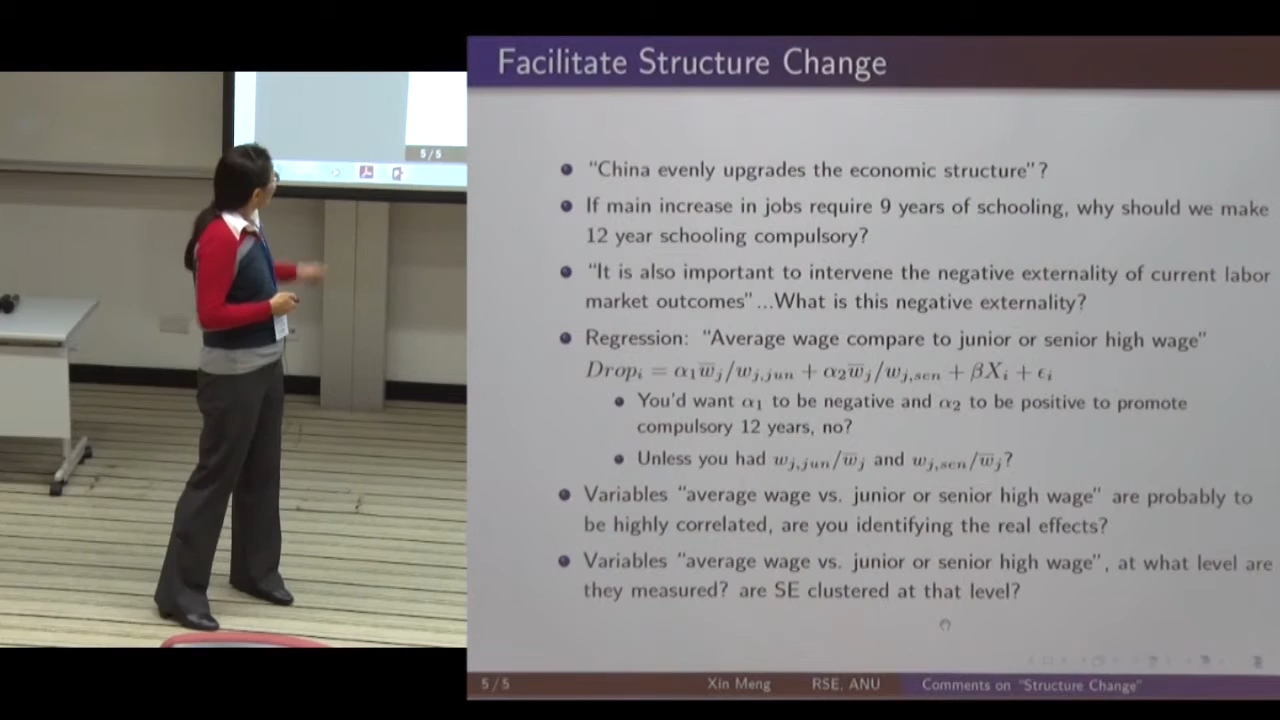 Facilitate Structure Change
"China evenly upgrades the economic structure"?
If main increase in jobs require 9 years of schooling, why should we make
12 year schooling compulsory?
"It is also important to intervene the negative externality of current labor
market outcomes"...What is this negative externality?
Regression: "Average wage compare to junior or senior high wage"
Drop_i = α_1 w̅_j/w_{j,jun} + α_2 w̅_j/w_{j,sen} + βX_i + ϵ_i
You'd want α_1 to be negative and α_2 to be positive to promote
compulsory 12 years, no?
Unless you had w_{j,jun}/w̅_j and w_{j,sen}/w̅_j?
Variables "average wage vs. junior or senior high wage" are probably to
be highly correlated, are you identifying the real effects?
Variables "average wage vs. junior or senior high wage", at what level are
they measured? are SE clustered at that level?
5/5 Xin Meng RSE, ANU Comments on "Structure Change"
5/5